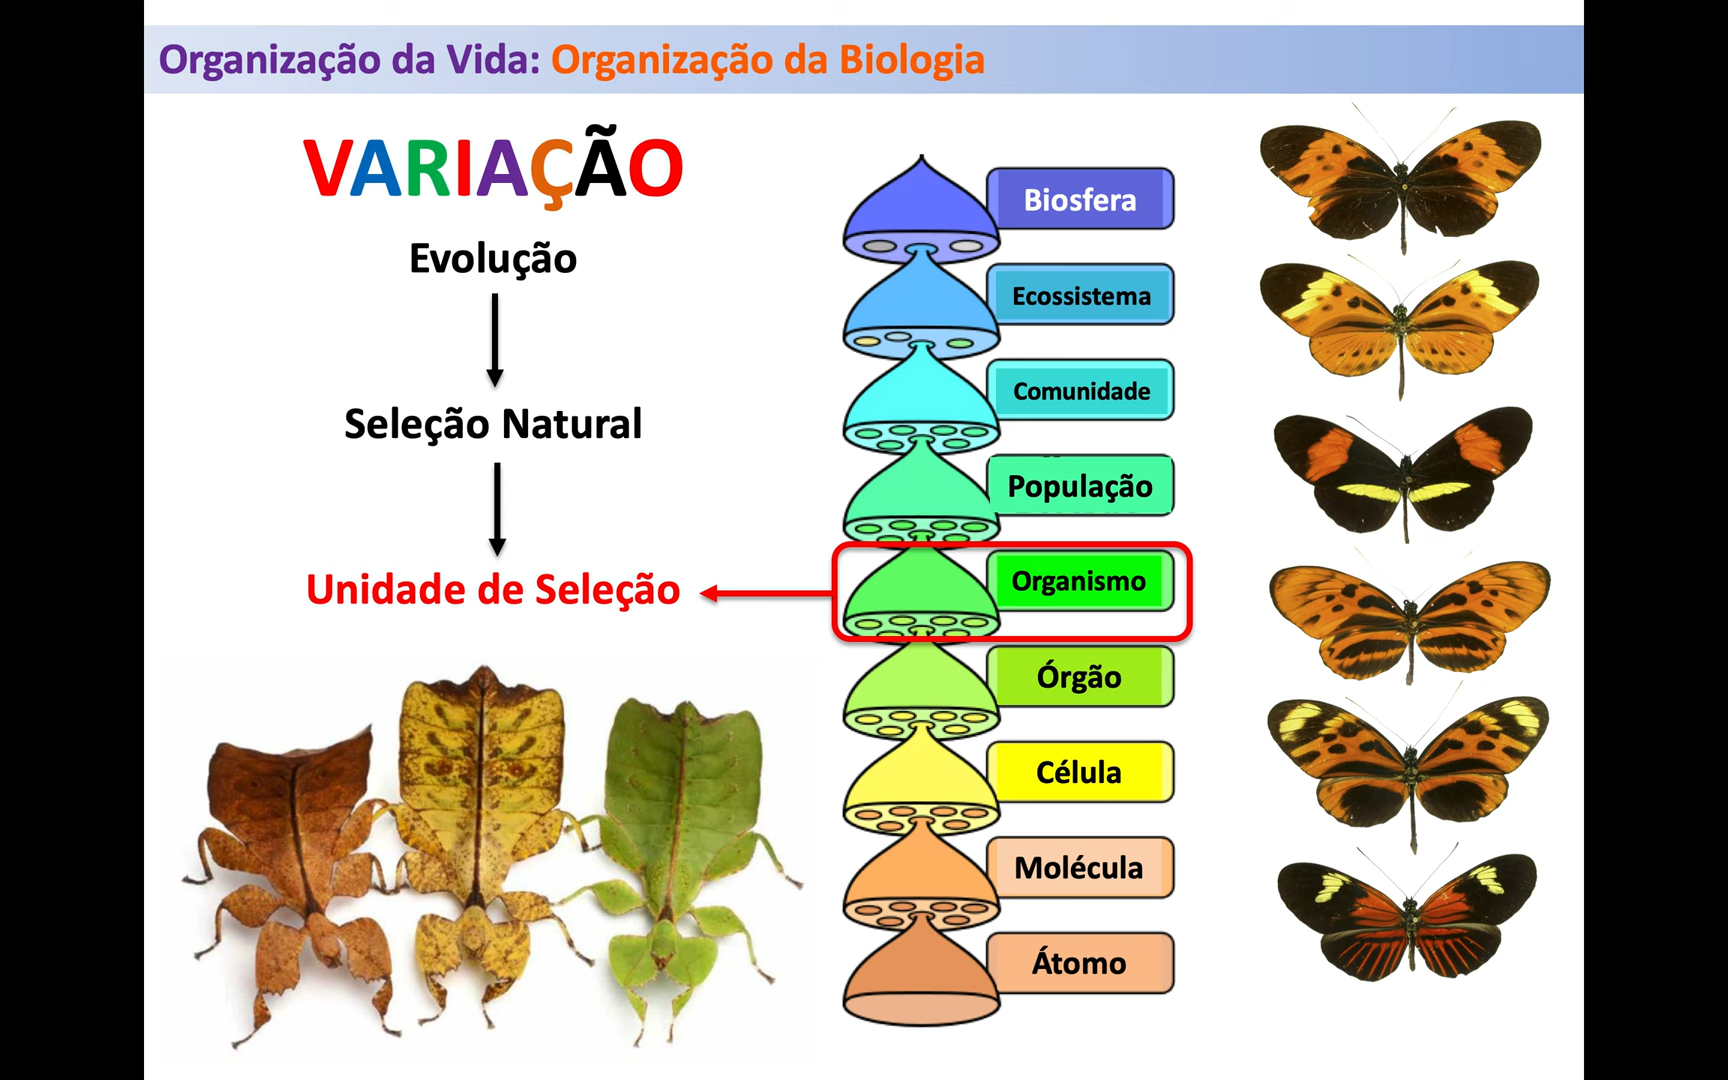 Organização da Vida: Organização da Biologia
VARIAÇÃO
Evolução
Seleção Natural
Unidade de Seleção
Biosfera
Ecossistema
Comunidade
População
Organismo
Órgão
Célula
Molécula
Átomo